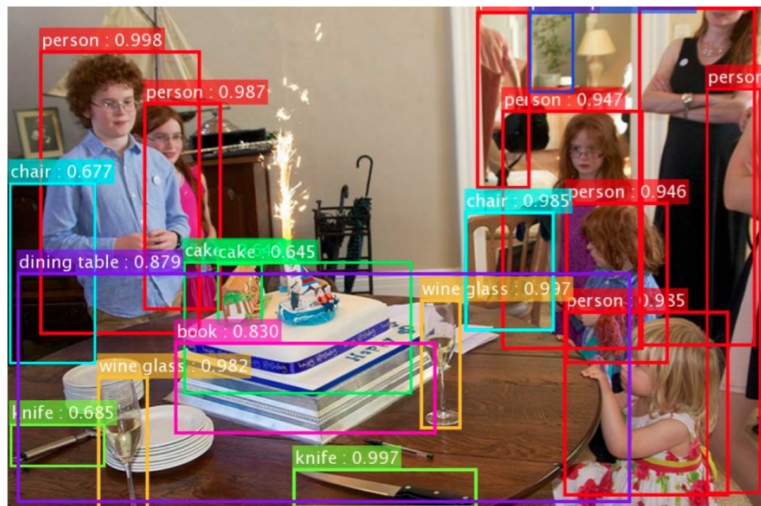 person : 0.998
person : 0.987
person : 0.947
person
chair : 0.677
person : 0.946
chair : 0.985
cake
cake : 0.645
dining table : 0.879
wine glass : 0.997
person : 0.935
book : 0.830
wine glass : 0.982
knife : 0.685
knife : 0.997